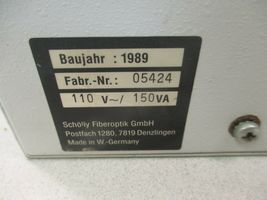 Baujahr : 1989
Fabr.-Nr.: 05424
110 V~/ 150VA
Schölly Fiberoptik GmbH
Postfach 1280, 7819 Denzlingen
Made in W.-Germany